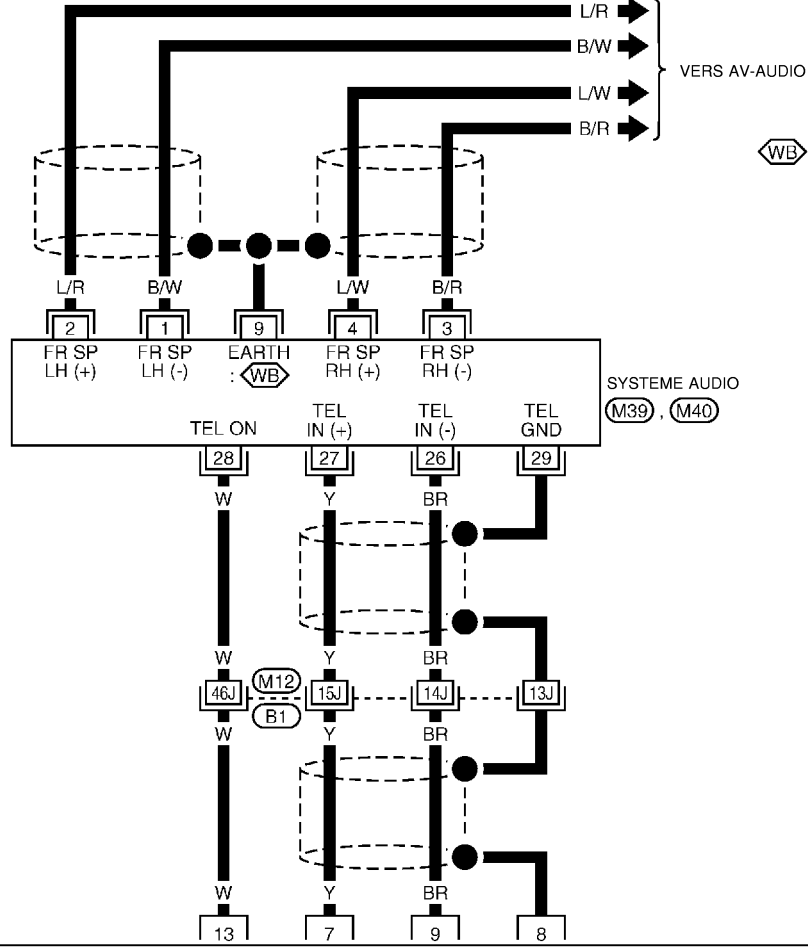 L/R
B/W
VERS AV-AUDIO
L/W
B/R
WB
L/R B/W L/W B/R
2 1 9 4 3
FR SP FR SP EARTH FR SP FR SP
LH (+) LH (-) : WB RH (+) RH (-)
SYSTEME AUDIO
M39 , M40
TEL TEL TEL
TEL ON IN (+) IN (-) GND
28 27 26 29
W Y BR
W Y BR
M12
46J 15J 14J 13J
B1
W Y BR
W Y BR
13 7 9 8